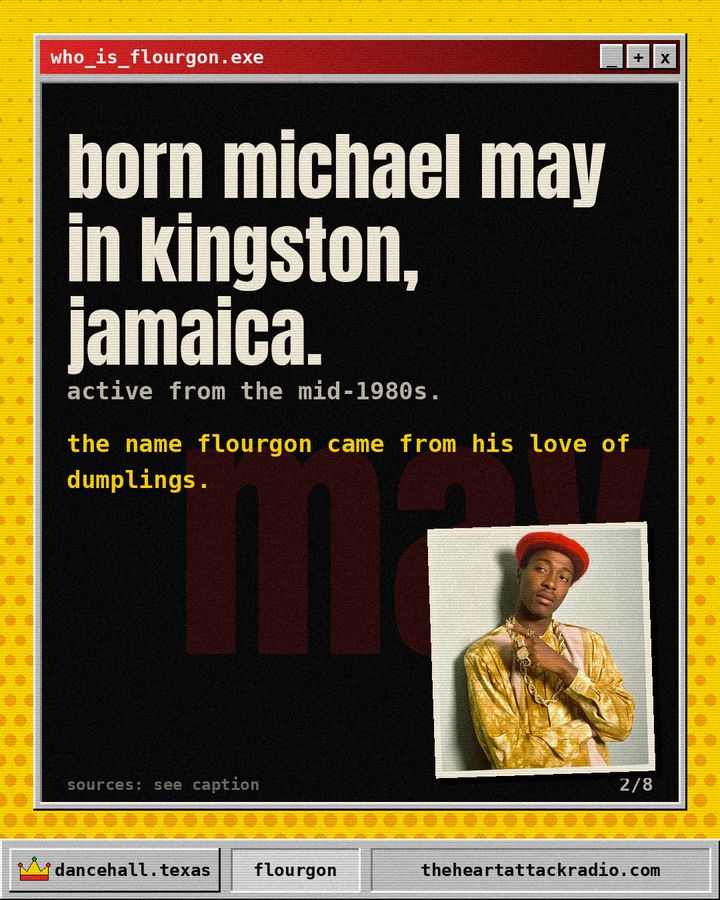 who_is_flourgon.exe
_ + x
born michael may
in kingston,
jamaica.
active from the mid-1980s.
the name flourgon came from his love of
dumplings.
may
sources: see caption
2/8
dancehall.texas
flourgon
theheartattackradio.com